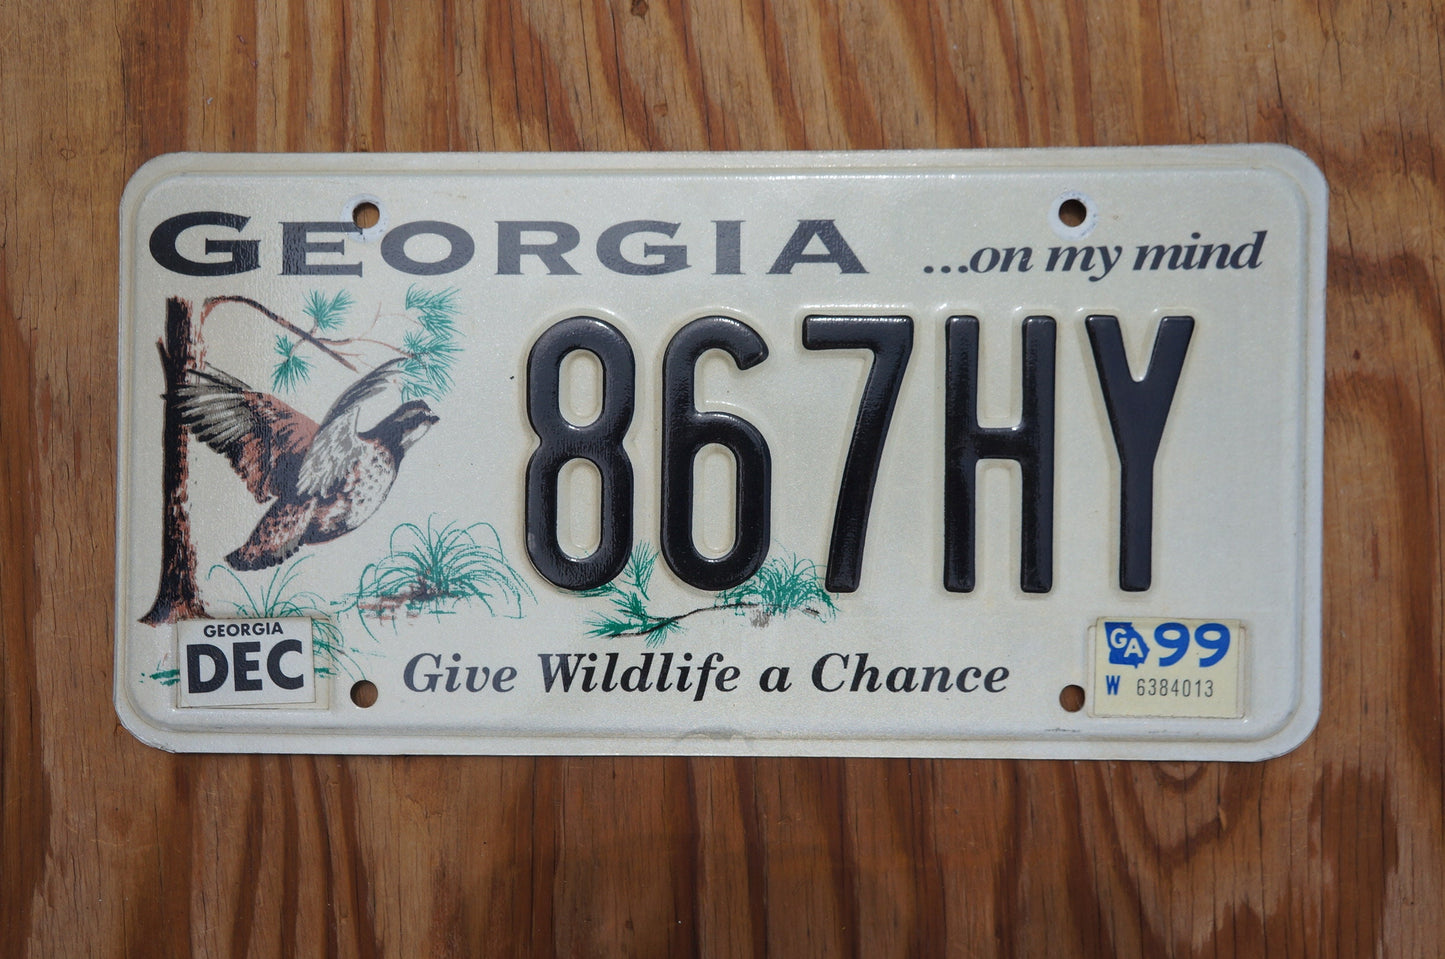 GEORGIA ...on my mind
867HY
GEORGIA
DEC
Give Wildlife a Chance
GA 99
W 6384013